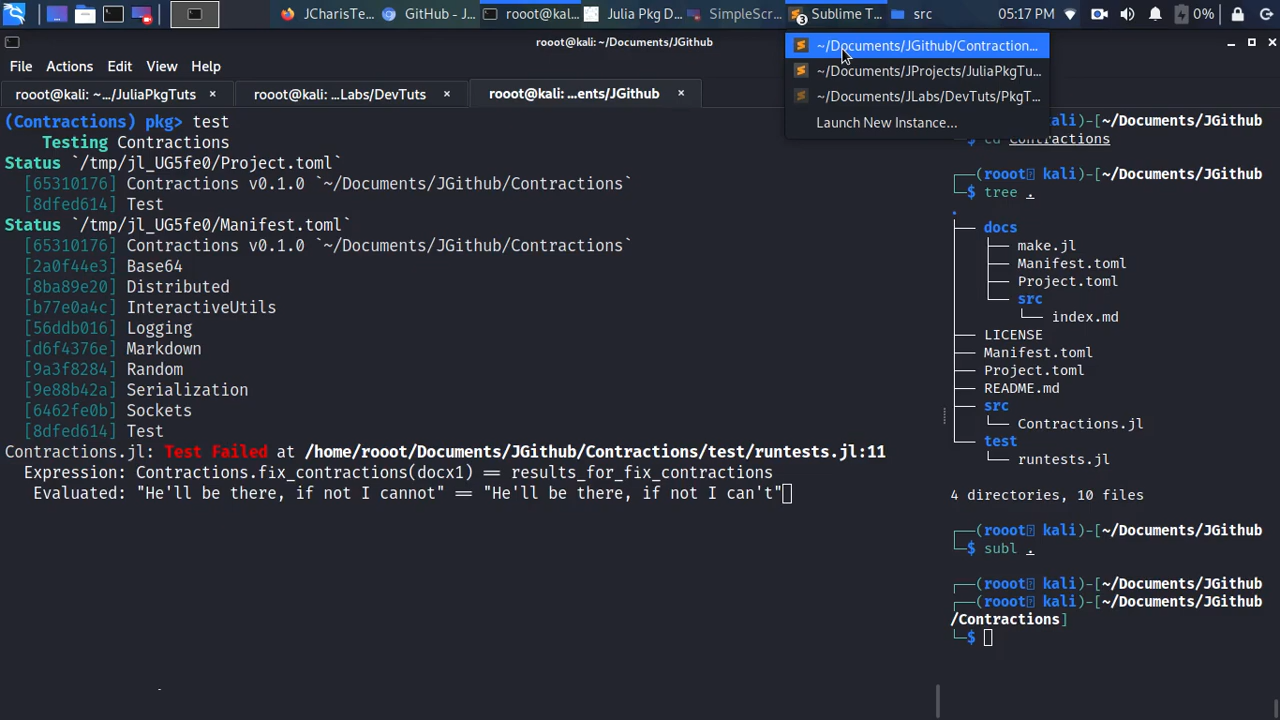 JCharisTe...
GitHub - J...
rooot@kal...
Julia Pkg D...
SimpleScr...
3
Sublime T...
src
05:17 PM
0%
rooot@kali: ~/Documents/JGithub
~/Documents/JGithub/Contraction...
~/Documents/JProjects/JuliaPkgTu...
~/Documents/JLabs/DevTuts/PkgT...
Launch New Instance...
File Actions Edit View Help
rooot@kali: ~.../JuliaPkgTuts ×
rooot@kali: ...Labs/DevTuts ×
rooot@kali: ...ents/JGithub ×
(Contractions) pkg> test
Testing Contractions
Status `/tmp/jl_UG5fe0/Project.toml`
[65310176] Contractions v0.1.0 `~/Documents/JGithub/Contractions`
[8dfed614] Test
Status `/tmp/jl_UG5fe0/Manifest.toml`
[65310176] Contractions v0.1.0 `~/Documents/JGithub/Contractions`
[2a0f44e3] Base64
[8ba89e20] Distributed
[b77e0a4c] InteractiveUtils
[56ddb016] Logging
[d6f4376e] Markdown
[9a3f8284] Random
[9e88b42a] Serialization
[6462fe0b] Sockets
[8dfed614] Test
Contractions.jl: Test Failed at /home/rooot/Documents/JGithub/Contractions/test/runtests.jl:11
Expression: Contractions.fix_contractions(docx1) == results_for_fix_contractions
Evaluated: "He'll be there, if not I cannot" == "He'll be there, if not I can't"
kali)-[~/Documents/JGithub
cd Contractions
(rooot kali)-[~/Documents/JGithub
$ tree .
.
docs
make.jl
Manifest.toml
Project.toml
src
index.md
LICENSE
Manifest.toml
Project.toml
README.md
src
Contractions.jl
test
runtests.jl
4 directories, 10 files
(rooot kali)-[~/Documents/JGithub
$ subl .
(rooot kali)-[~/Documents/JGithub
(rooot kali)-[~/Documents/JGithub
/Contractions]
$